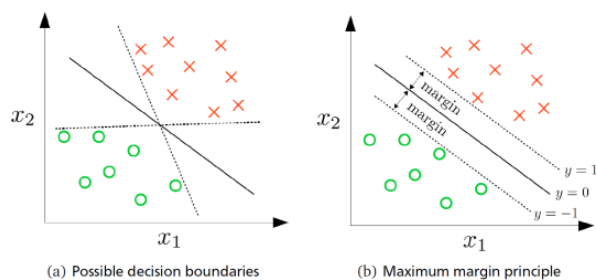 x₂
x₁
(a) Possible decision boundaries
margin
margin
x₂
y = 1
y = 0
y = −1
x₁
(b) Maximum margin principle